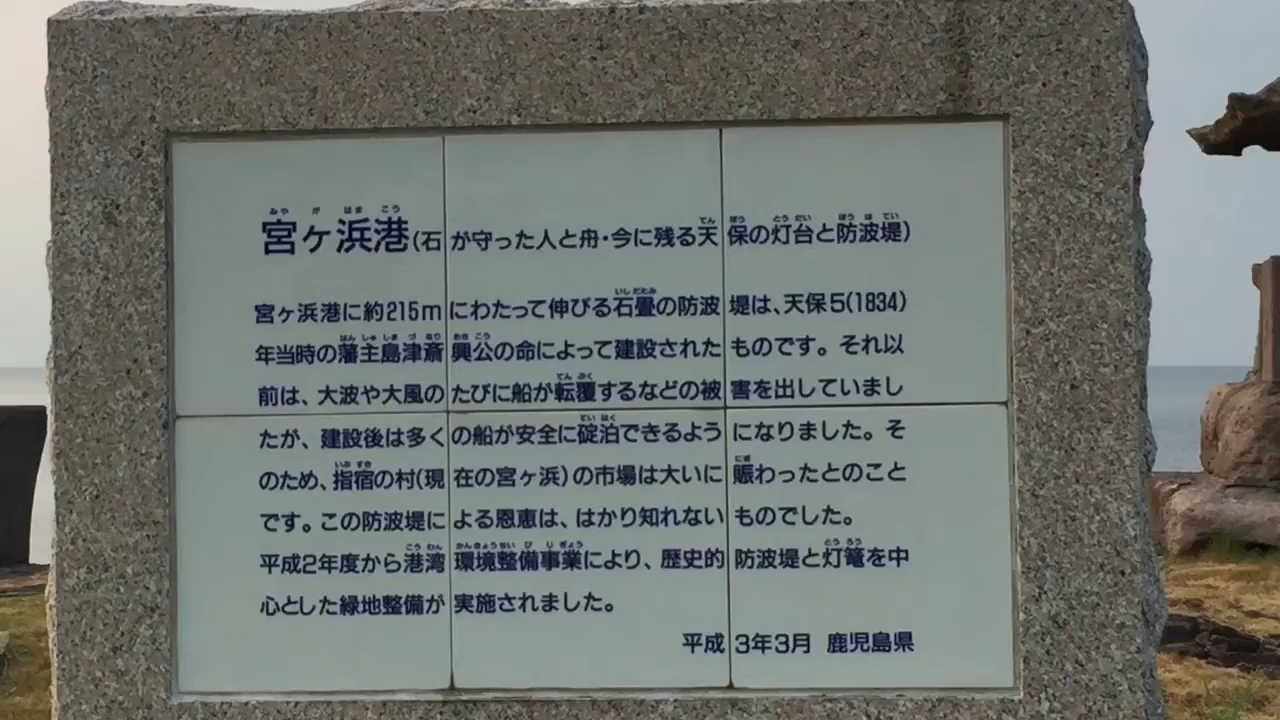 宮ヶ浜港(石が守った人と舟・今に残る天保の灯台と防波堤)
宮ヶ浜港に約215mにわたって伸びる石畳の防波堤は、天保5(1834)
年当時の藩主島津斎興公の命によって建設されたものです。それ以
前は、大波や大風のたびに船が転覆するなどの被害を出していまし
たが、建設後は多くの船が安全に碇泊できるようになりました。そ
のため、指宿の村(現在の宮ヶ浜)の市場は大いに賑わったとのこと
です。この防波堤による恩恵は、はかり知れないものでした。
平成2年度から港湾環境整備事業により、歴史的防波堤と灯篭を中
心とした緑地整備が実施されました。
平成3年3月 鹿児島県